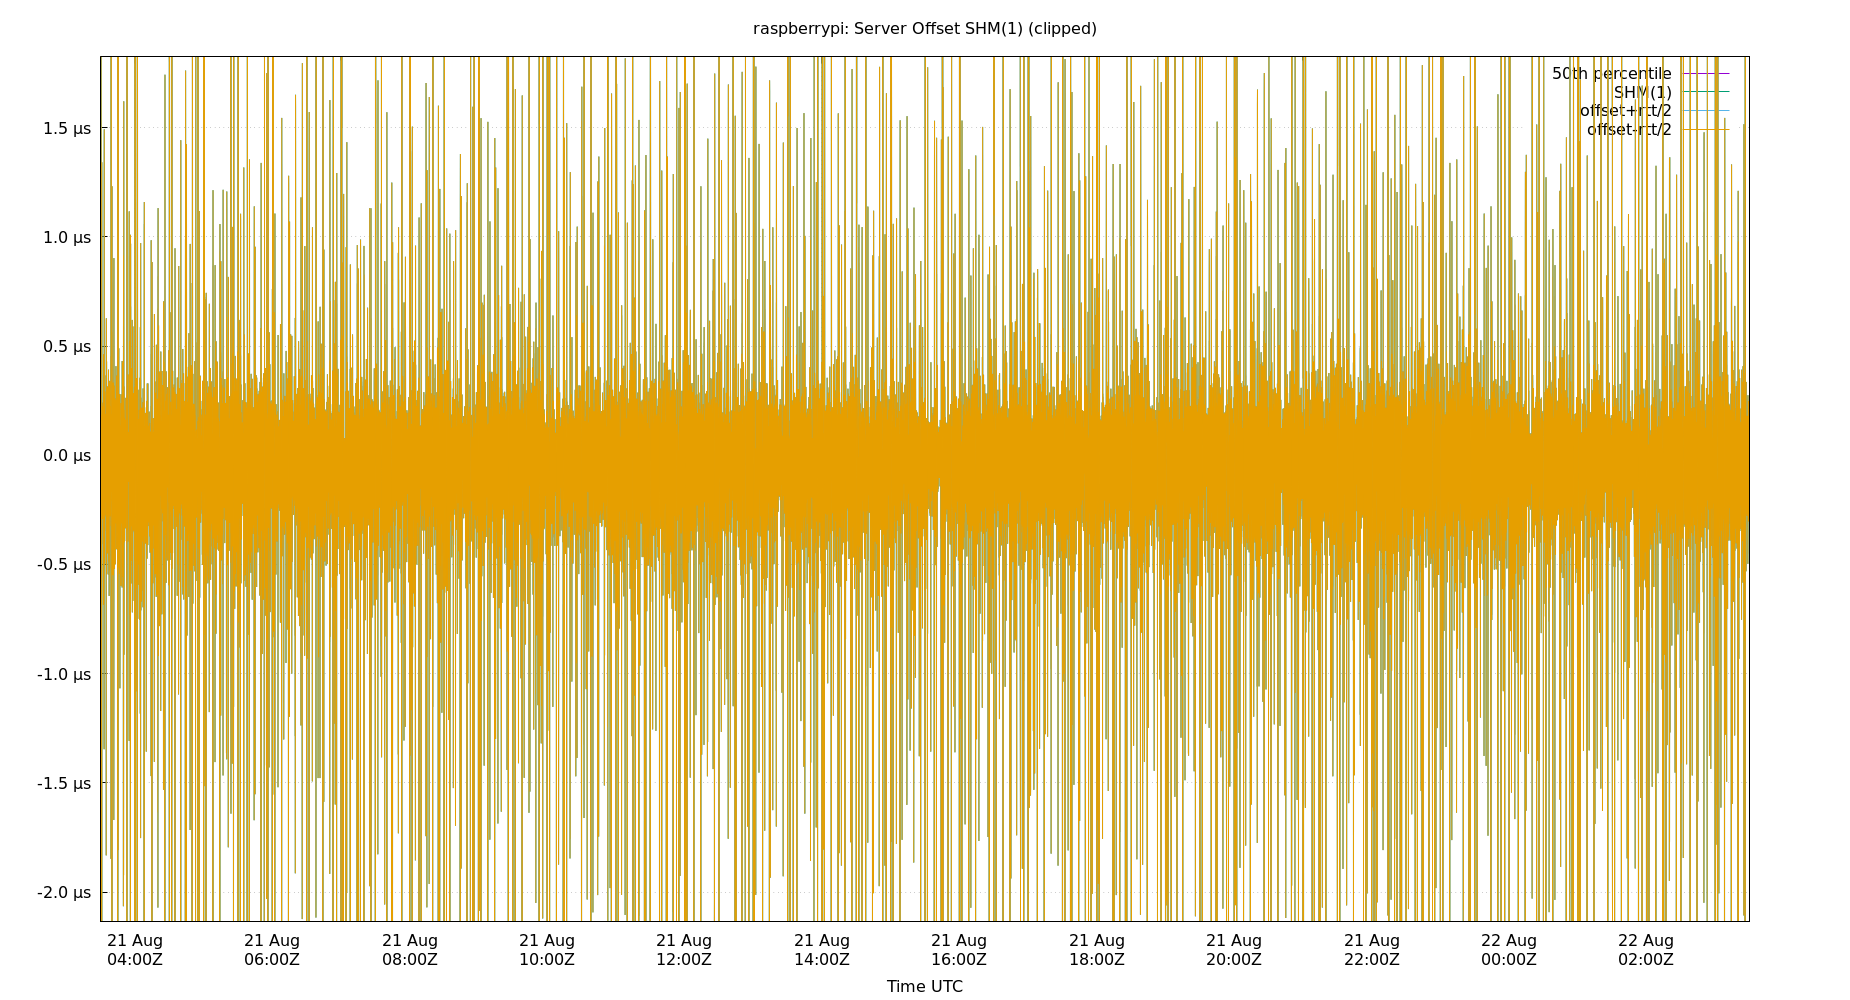 raspberrypi: Server Offset SHM(1) (clipped)
50th percentile
SHM(1)
offset+rtt/2
offset-rtt/2
1.5 µs
1.0 µs
0.5 µs
0.0 µs
-0.5 µs
-1.0 µs
-1.5 µs
-2.0 µs
21 Aug 21 Aug 21 Aug 21 Aug 21 Aug 21 Aug 21 Aug 21 Aug 21 Aug 21 Aug 22 Aug 22 Aug
04:00Z 06:00Z 08:00Z 10:00Z 12:00Z 14:00Z 16:00Z 18:00Z 20:00Z 22:00Z 00:00Z 02:00Z
Time UTC